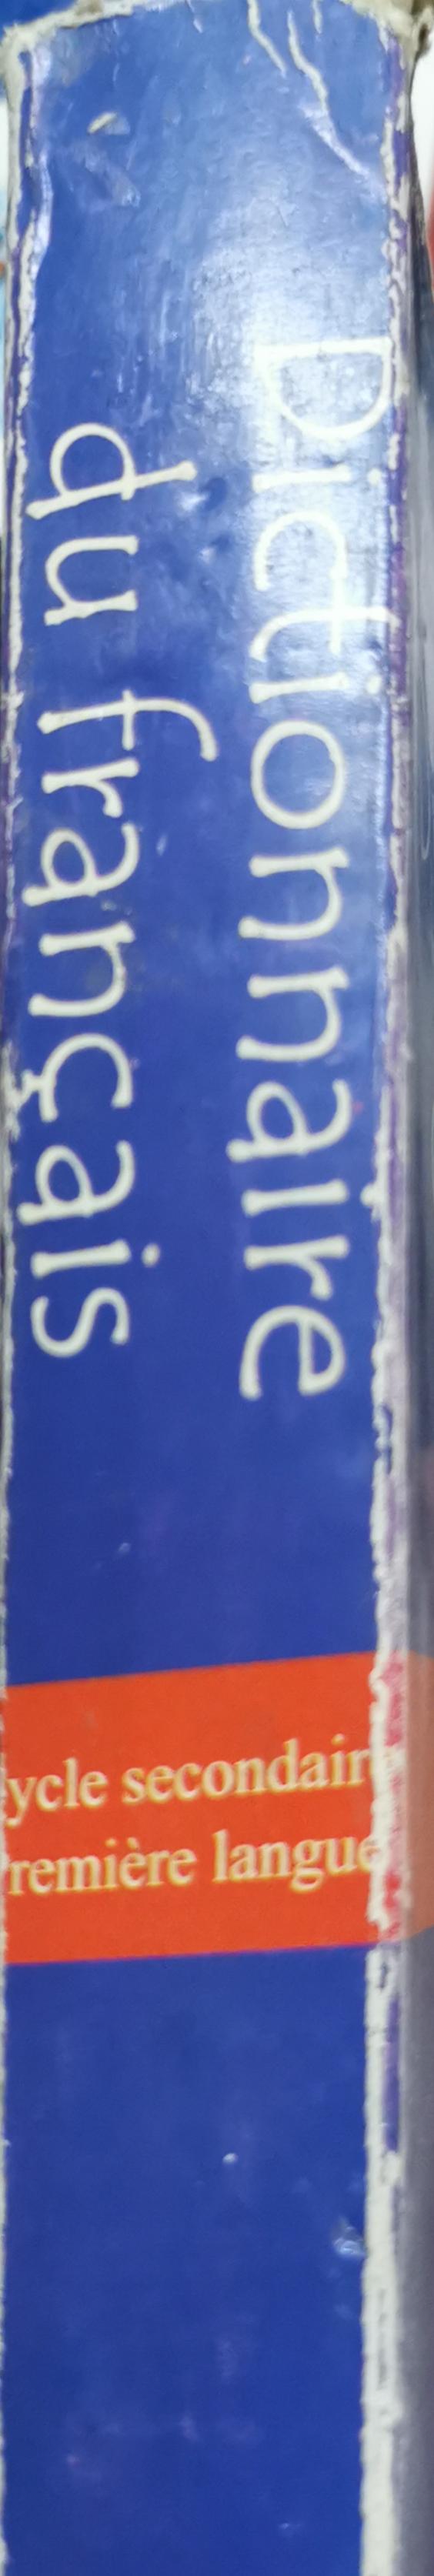 Dictionnaire
du français
ycle secondair
remière langue